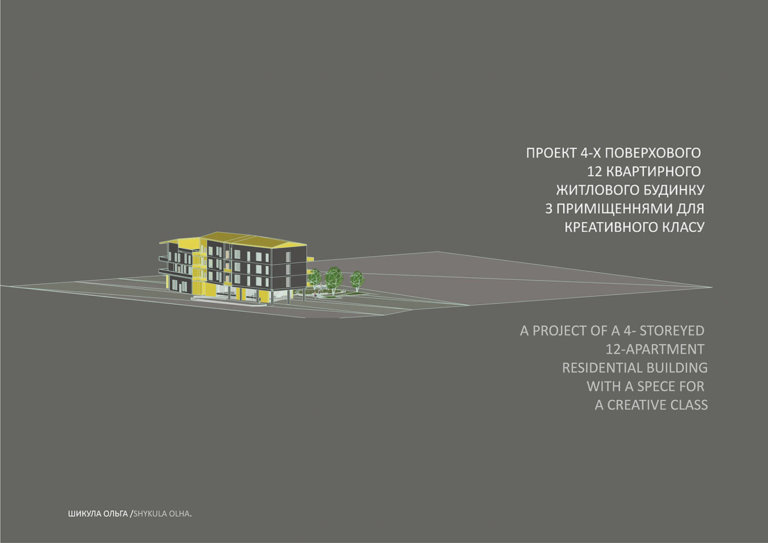 ПРОЕКТ 4-Х ПОВЕРХОВОГО
12 КВАРТИРНОГО
ЖИТЛОВОГО БУДИНКУ
З ПРИМІЩЕННЯМИ ДЛЯ
КРЕАТИВНОГО КЛАСУ
A PROJECT OF A 4- STOREYED
12-APARTMENT
RESIDENTIAL BUILDING
WITH A SPECE FOR
A CREATIVE CLASS
ШИКУЛА ОЛЬГА /SHYKULA OLHA.